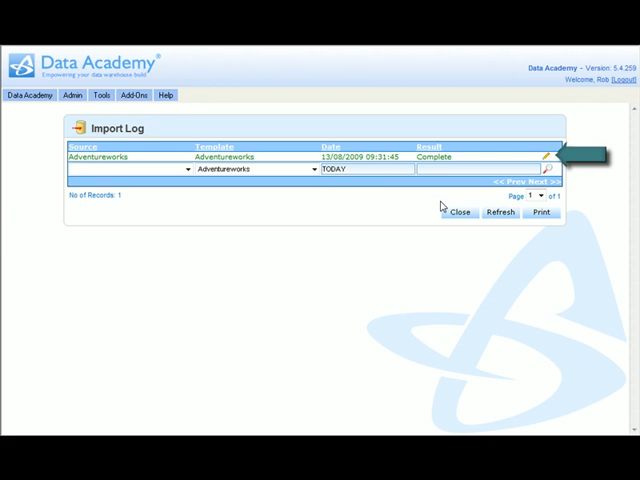 Data Academy®
Empowering your data warehouse build
Data Academy – Version: 5.4.259
Welcome, Rob [Logout]
Data Academy Admin Tools Add-Ons Help
Import Log
Source Template Date Result
Adventureworks Adventureworks 13/08/2009 09:31:45 Complete
Adventureworks TODAY
<< Prev Next >>
No of Records: 1
Page 1 of 1
Close Refresh Print